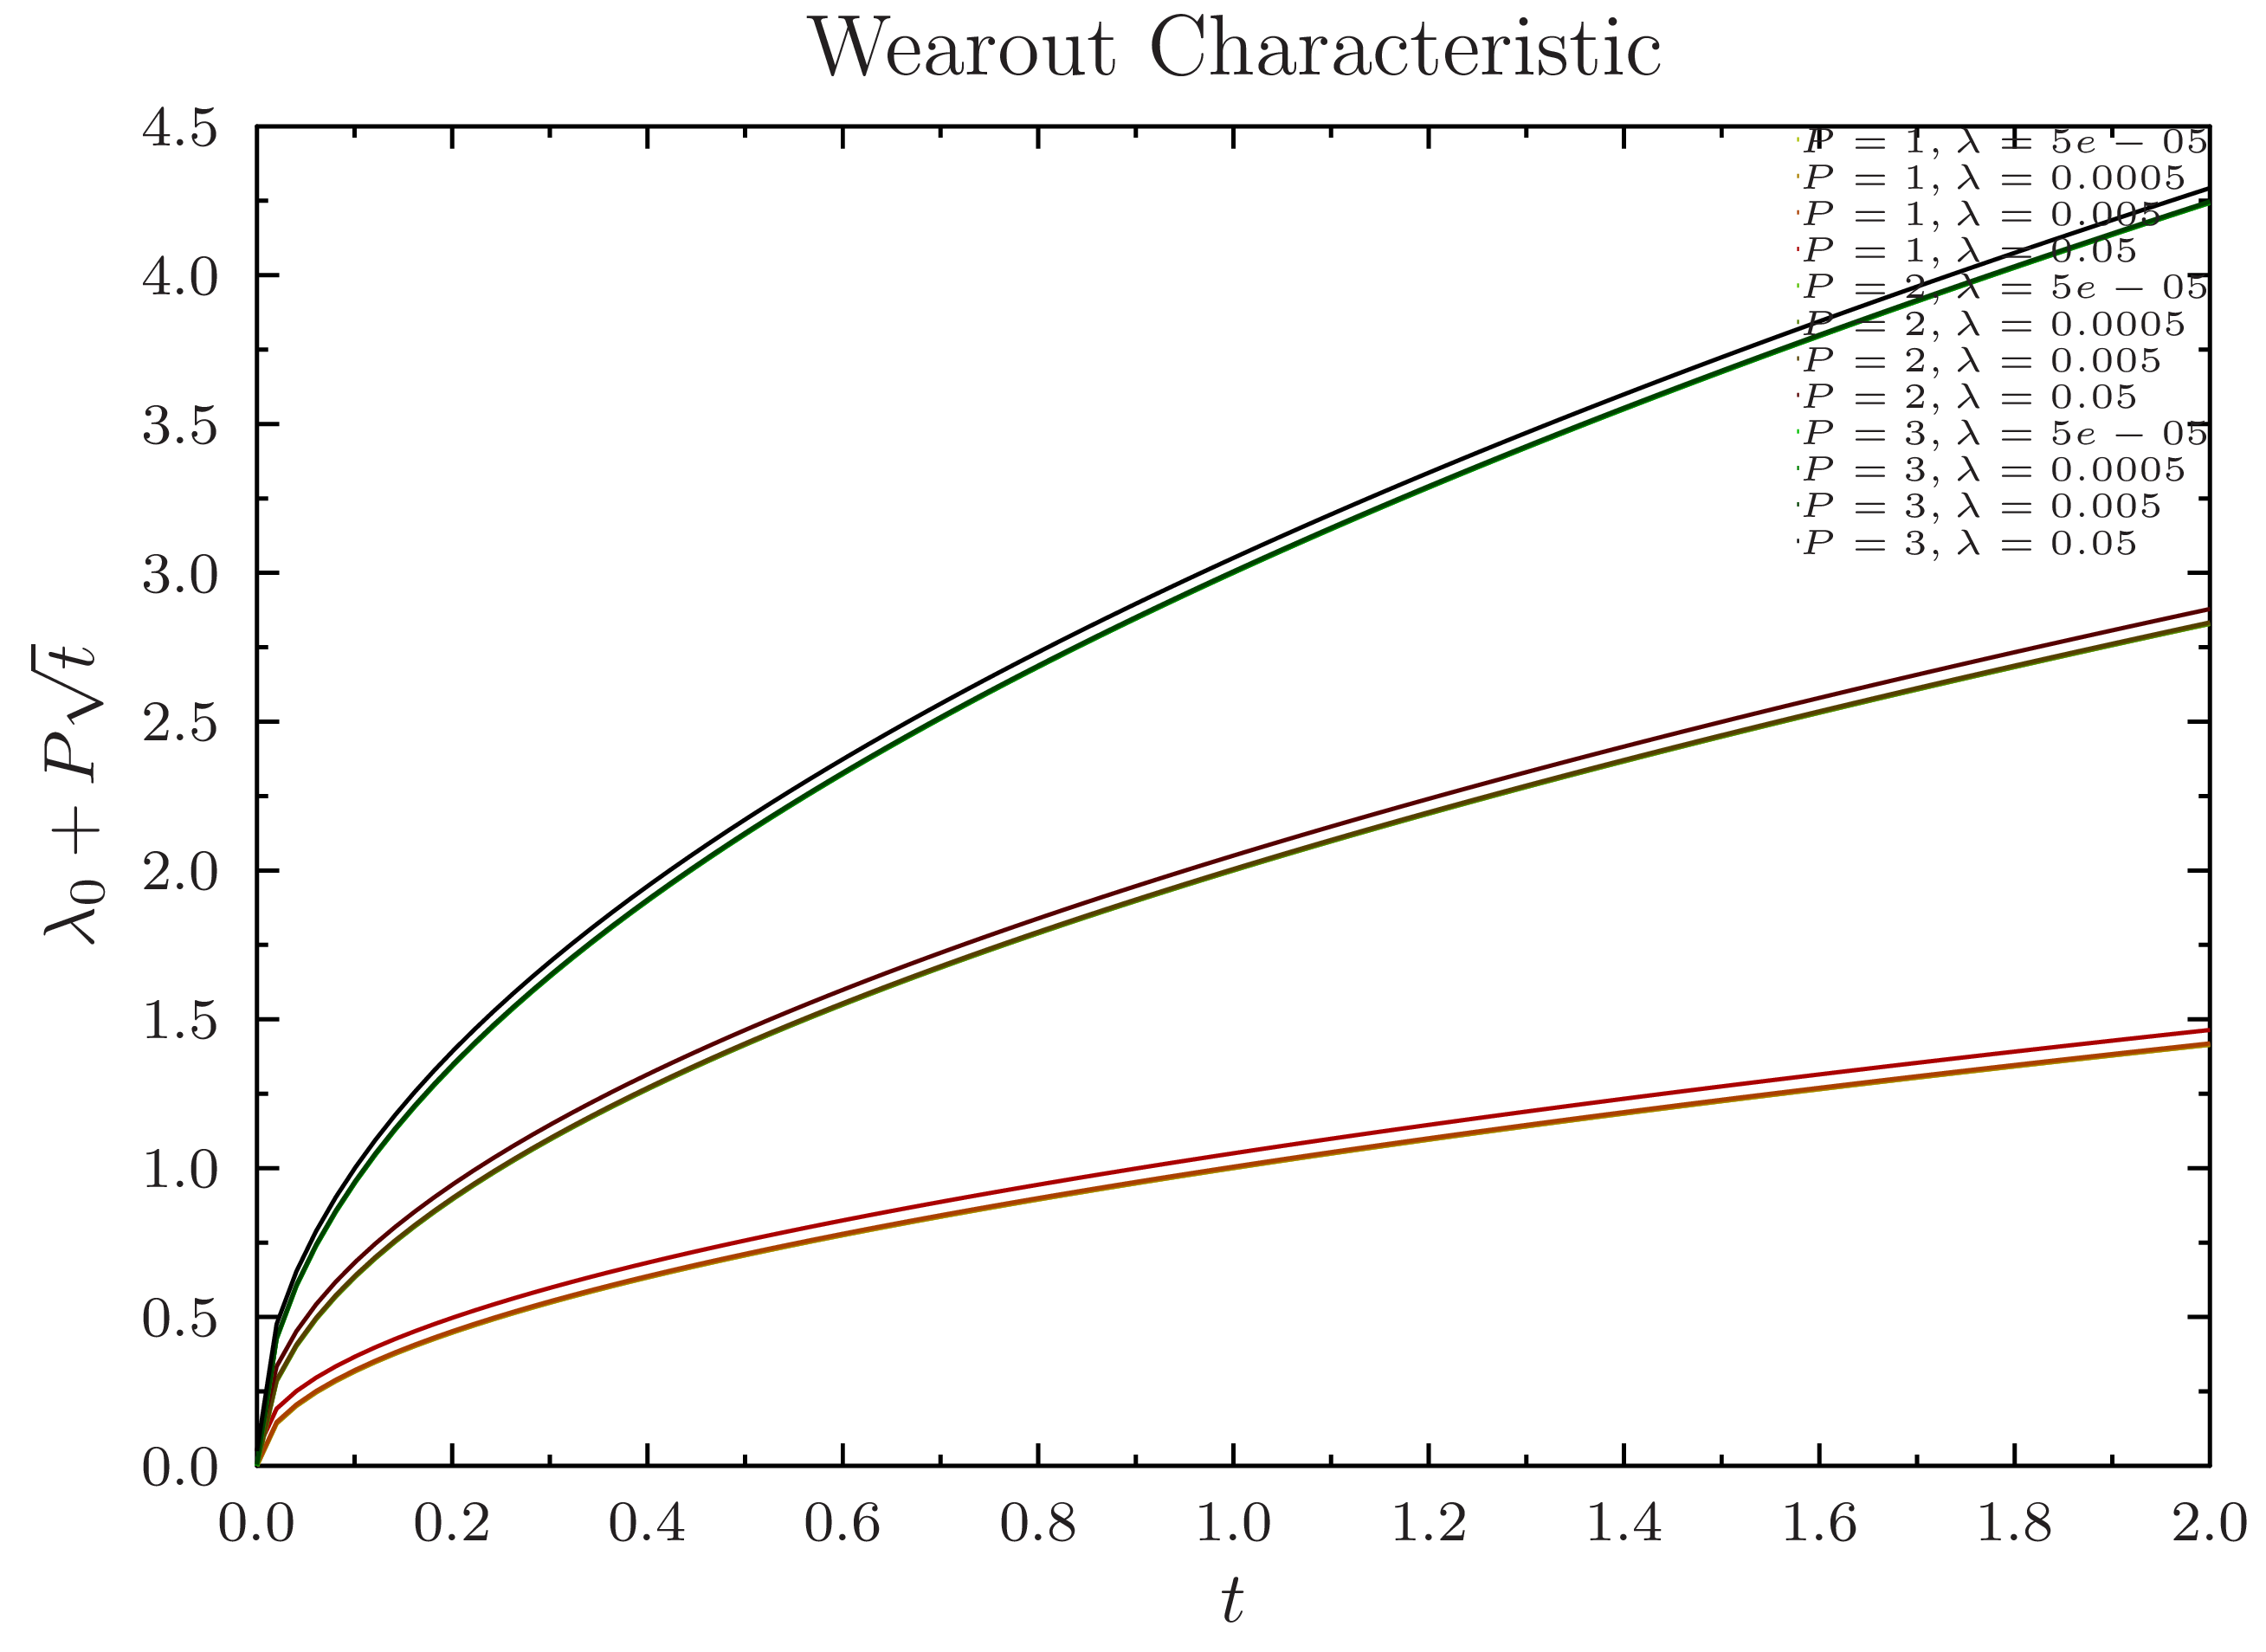 Wearout Characteristic
4.5
4.0
3.5
3.0
2.5
2.0
1.5
1.0
0.5
0.0
λ₀ + P√t
P = 1, λ = 5e − 05
P = 1, λ = 0.0005
P = 1, λ = 0.005
P = 1, λ = 0.05
P = 2, λ = 5e − 05
P = 2, λ = 0.0005
P = 2, λ = 0.005
P = 2, λ = 0.05
P = 3, λ = 5e − 05
P = 3, λ = 0.0005
P = 3, λ = 0.005
P = 3, λ = 0.05
0.0 0.2 0.4 0.6 0.8 1.0 1.2 1.4 1.6 1.8 2.0
t